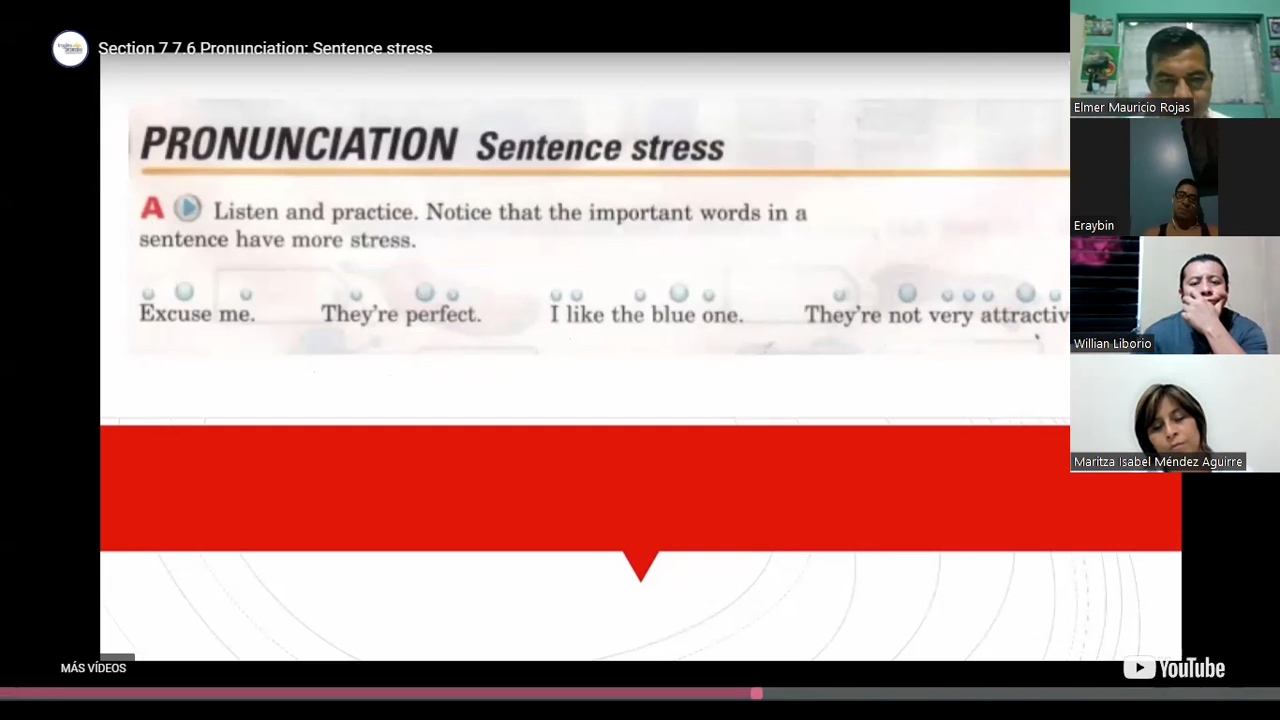 Section 7 7.6 Pronunciation: Sentence stress
PRONUNCIATION Sentence stress
A Listen and practice. Notice that the important words in a
sentence have more stress.
Excuse me. They're perfect. I like the blue one. They're not very attractiv
Elmer Mauricio Rojas
Eraybin
Willian Liborio
Maritza Isabel Méndez Aguirre
MÁS VÍDEOS
YouTube